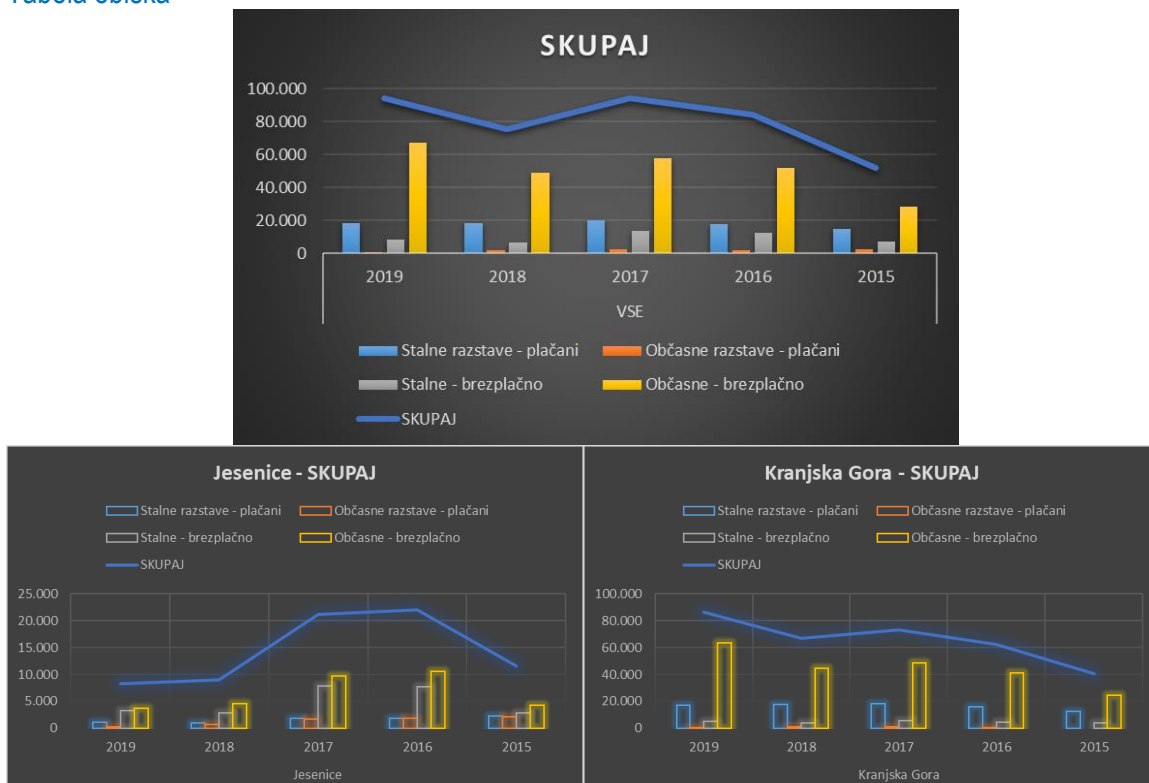 Tabela obiska
SKUPAJ
100.000
80.000
60.000
40.000
20.000
0
2019 2018 2017 2016 2015
VSE
Stalne razstave - plačani Občasne razstave - plačani
Stalne - brezplačno Občasne - brezplačno
SKUPAJ
Jesenice - SKUPAJ
Stalne razstave - plačani Občasne razstave - plačani
Stalne - brezplačno Občasne - brezplačno
SKUPAJ
25.000
20.000
15.000
10.000
5.000
0
2019 2018 2017 2016 2015
Jesenice
Kranjska Gora - SKUPAJ
Stalne razstave - plačani Občasne razstave - plačani
Stalne - brezplačno Občasne - brezplačno
SKUPAJ
100.000
80.000
60.000
40.000
20.000
0
2019 2018 2017 2016 2015
Kranjska Gora